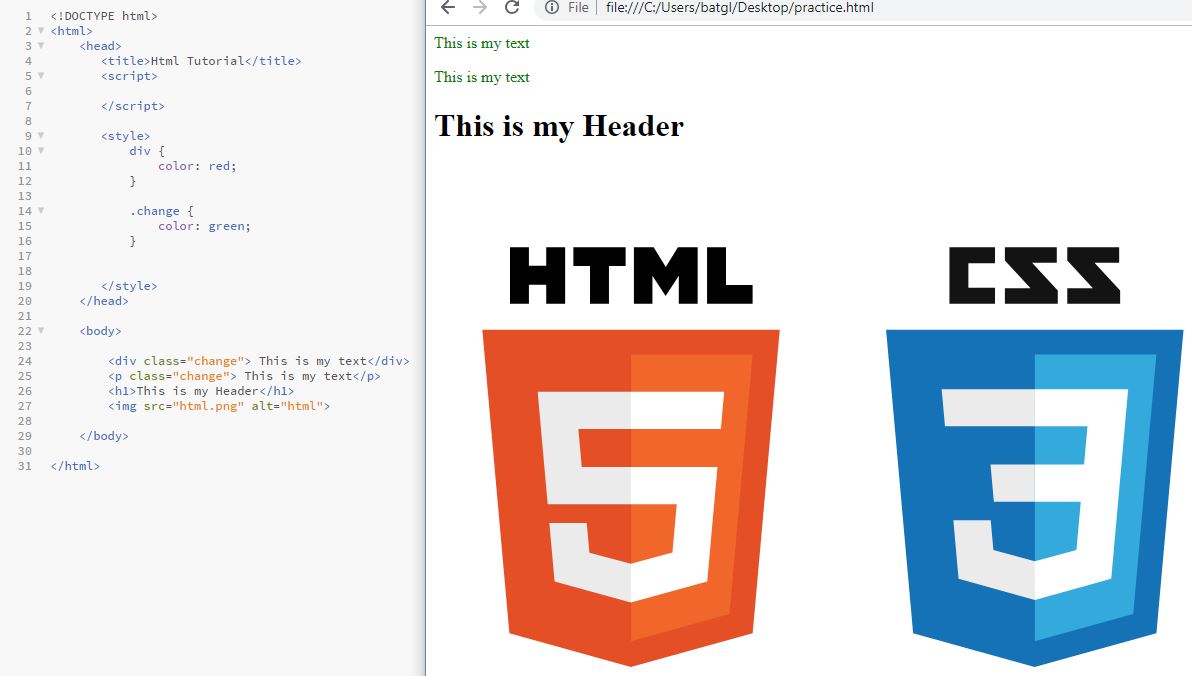 1 <!DOCTYPE html>
2 <html>
3 <head>
4 <title>Html Tutorial</title>
5 <script>
6
7 </script>
8
9 <style>
10 div {
11 color: red;
12 }
13
14 .change {
15 color: green;
16 }
17
18
19 </style>
20 </head>
21
22 <body>
23
24 <div class="change"> This is my text</div>
25 <p class="change"> This is my text</p>
26 <h1>This is my Header</h1>
27 <img src="html.png" alt="html">
28
29 </body>
30
31 </html>
File file:///C:/Users/batgl/Desktop/practice.html
This is my text
This is my text
This is my Header
HTML CSS
5 3